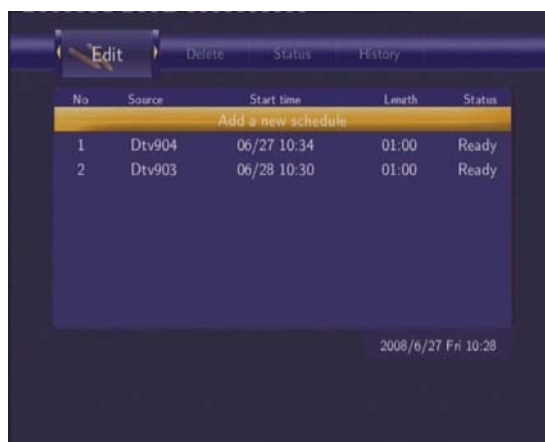 Edit Delete Status History
No Source Start time Length Status
Add a new schedule
1 Dtv904 06/27 10:34 01:00 Ready
2 Dtv903 06/28 10:30 01:00 Ready
2008/6/27 Fri 10:28